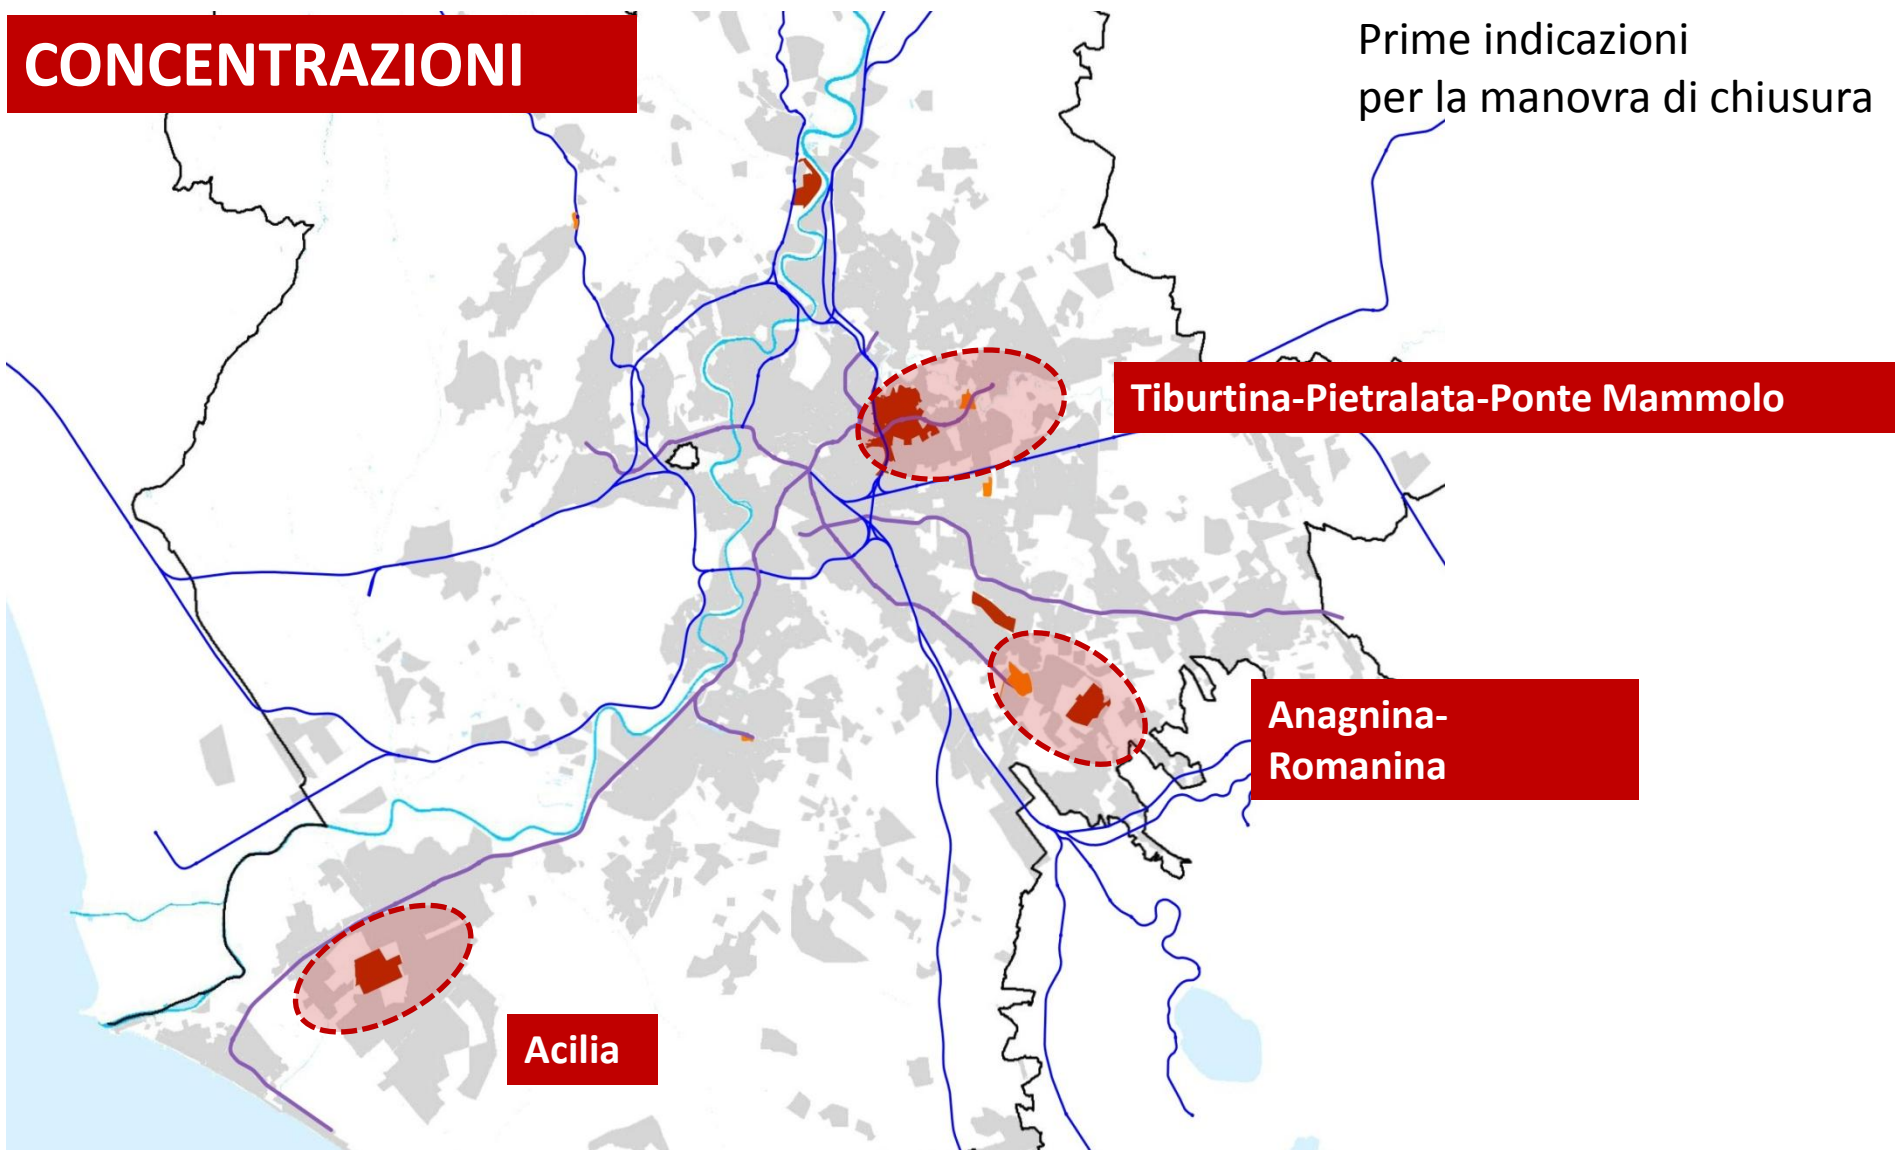 CONCENTRAZIONI
Prime indicazioni
per la manovra di chiusura
Tiburtina-Pietralata-Ponte Mammolo
Anagnina-
Romanina
Acilia